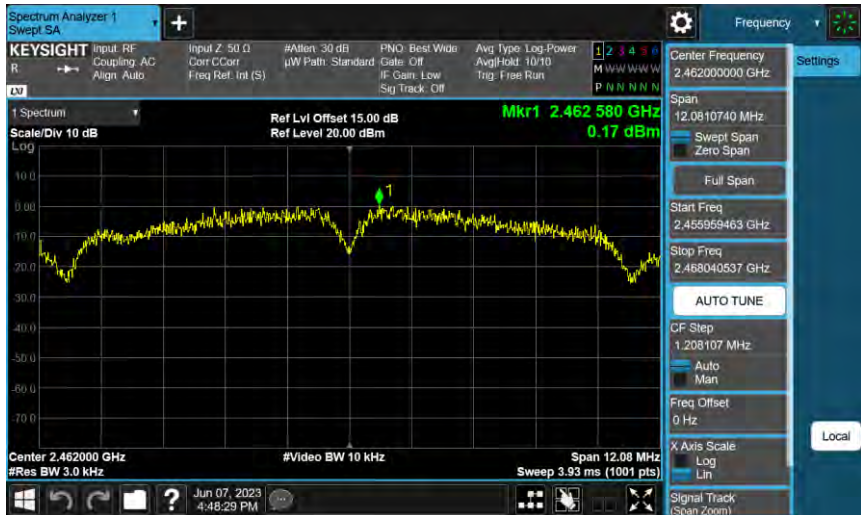 Spectrum Analyzer 1
Swept SA
+
Frequency
KEYSIGHT
R
LXI
Input: RF
Coupling: AC
Align: Auto
Input Z: 50 Ω
Corr CCorr
Freq Ref: Int (S)
#Atten: 30 dB
µW Path: Standard
PNO: Best Wide
Gate: Off
IF Gain: Low
Sig Track: Off
Avg Type: Log-Power
Avg|Hold: 10/10
Trig: Free Run
1 2 3 4 5 6
M W W W W W
P N N N N N
1 Spectrum
Scale/Div 10 dB
Ref Lvl Offset 15.00 dB
Ref Level 20.00 dBm
Mkr1 2.462 580 GHz
0.17 dBm
Log
10.0
0.00
-10.0
-20.0
-30.0
-40.0
-50.0
-60.0
-70.0
1
Center 2.462000 GHz
#Res BW 3.0 kHz
#Video BW 10 kHz
Span 12.08 MHz
Sweep 3.93 ms (1001 pts)
?
Jun 07, 2023
4:48:29 PM
Center Frequency
2.462000000 GHz
Span
12.0810740 MHz
Swept Span
Zero Span
Full Span
Start Freq
2.455959463 GHz
Stop Freq
2.468040537 GHz
AUTO TUNE
CF Step
1.208107 MHz
Auto
Man
Freq Offset
0 Hz
X Axis Scale
Log
Lin
Signal Track
(Span Zoom)
Settings
Local